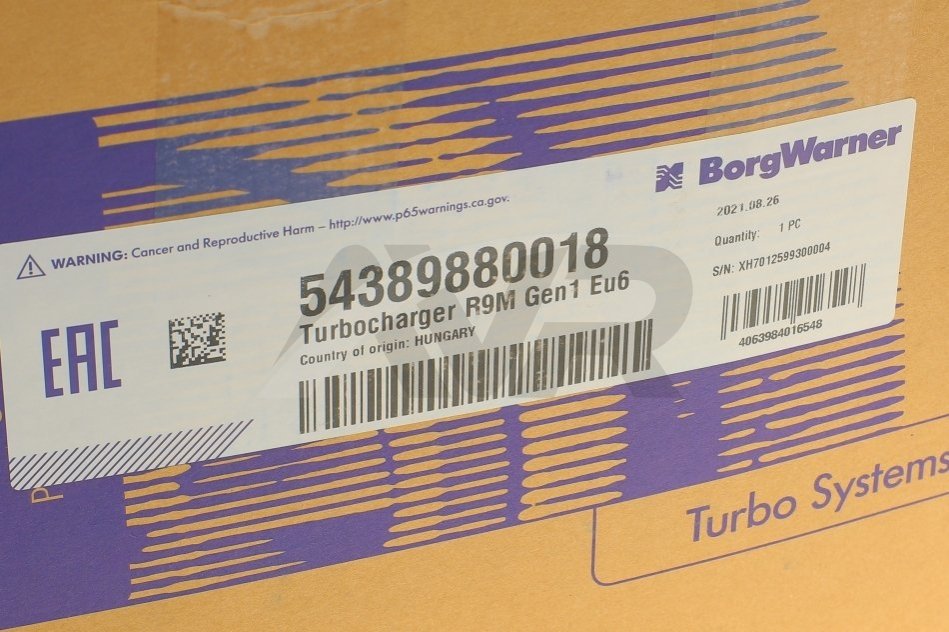 BorgWarner
2021.08.26
Quantity: 1 PC
S/N: XH7012599300004
4063984016548
WARNING: Cancer and Reproductive Harm – http://www.p65warnings.ca.gov.
54389880018
Turbocharger R9M Gen1 Eu6
Country of origin: HUNGARY
EAC
AVR
P
Turbo Systems